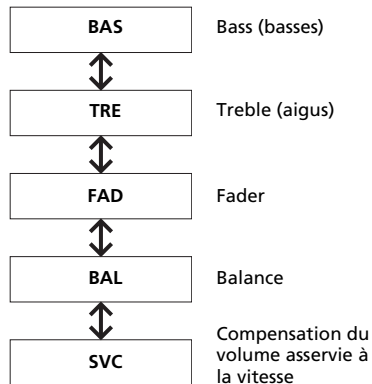 BAS Bass (basses)
TRE Treble (aigus)
FAD Fader
BAL Balance
SVC Compensation du
volume asservie à
la vitesse